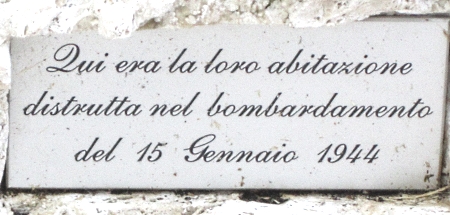 Qui era la loro abitazione
distrutta nel bombardamento
del 15 Gennaio 1944